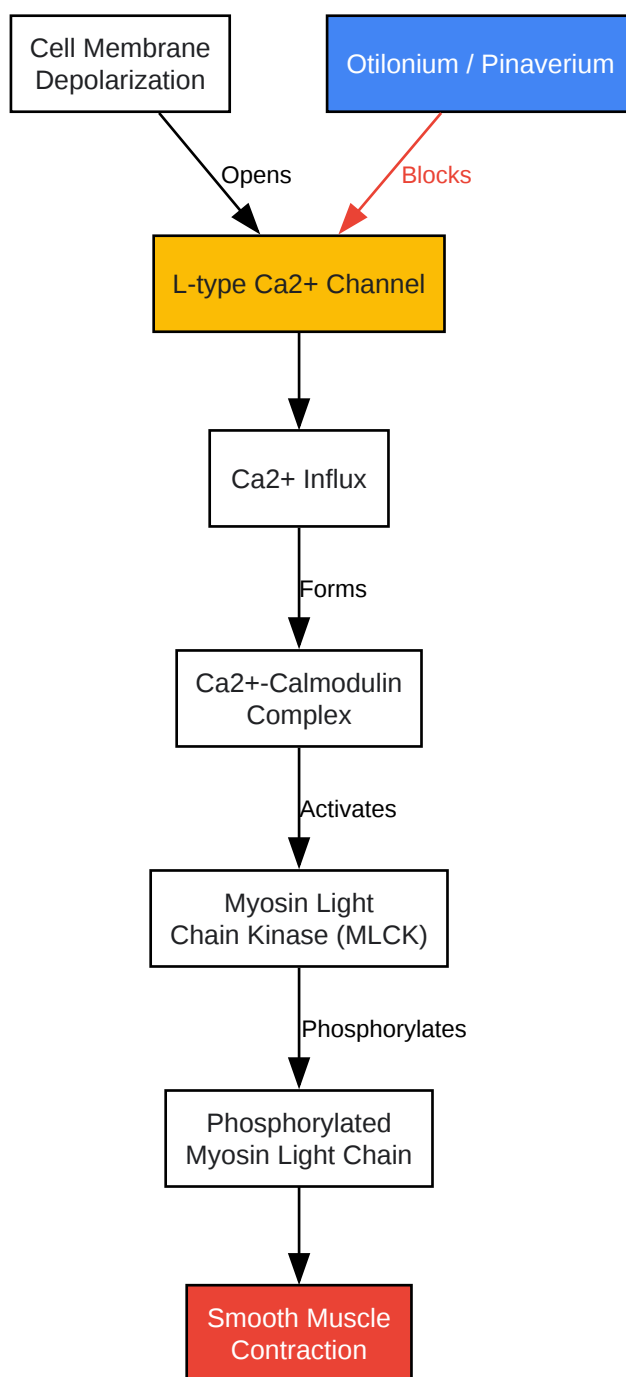 Cell Membrane
Depolarization
Otilonium / Pinaverium
Opens
Blocks
L-type Ca2+ Channel
Ca2+ Influx
Forms
Ca2+-Calmodulin
Complex
Activates
Myosin Light
Chain Kinase (MLCK)
Phosphorylates
Phosphorylated
Myosin Light Chain
Smooth Muscle
Contraction